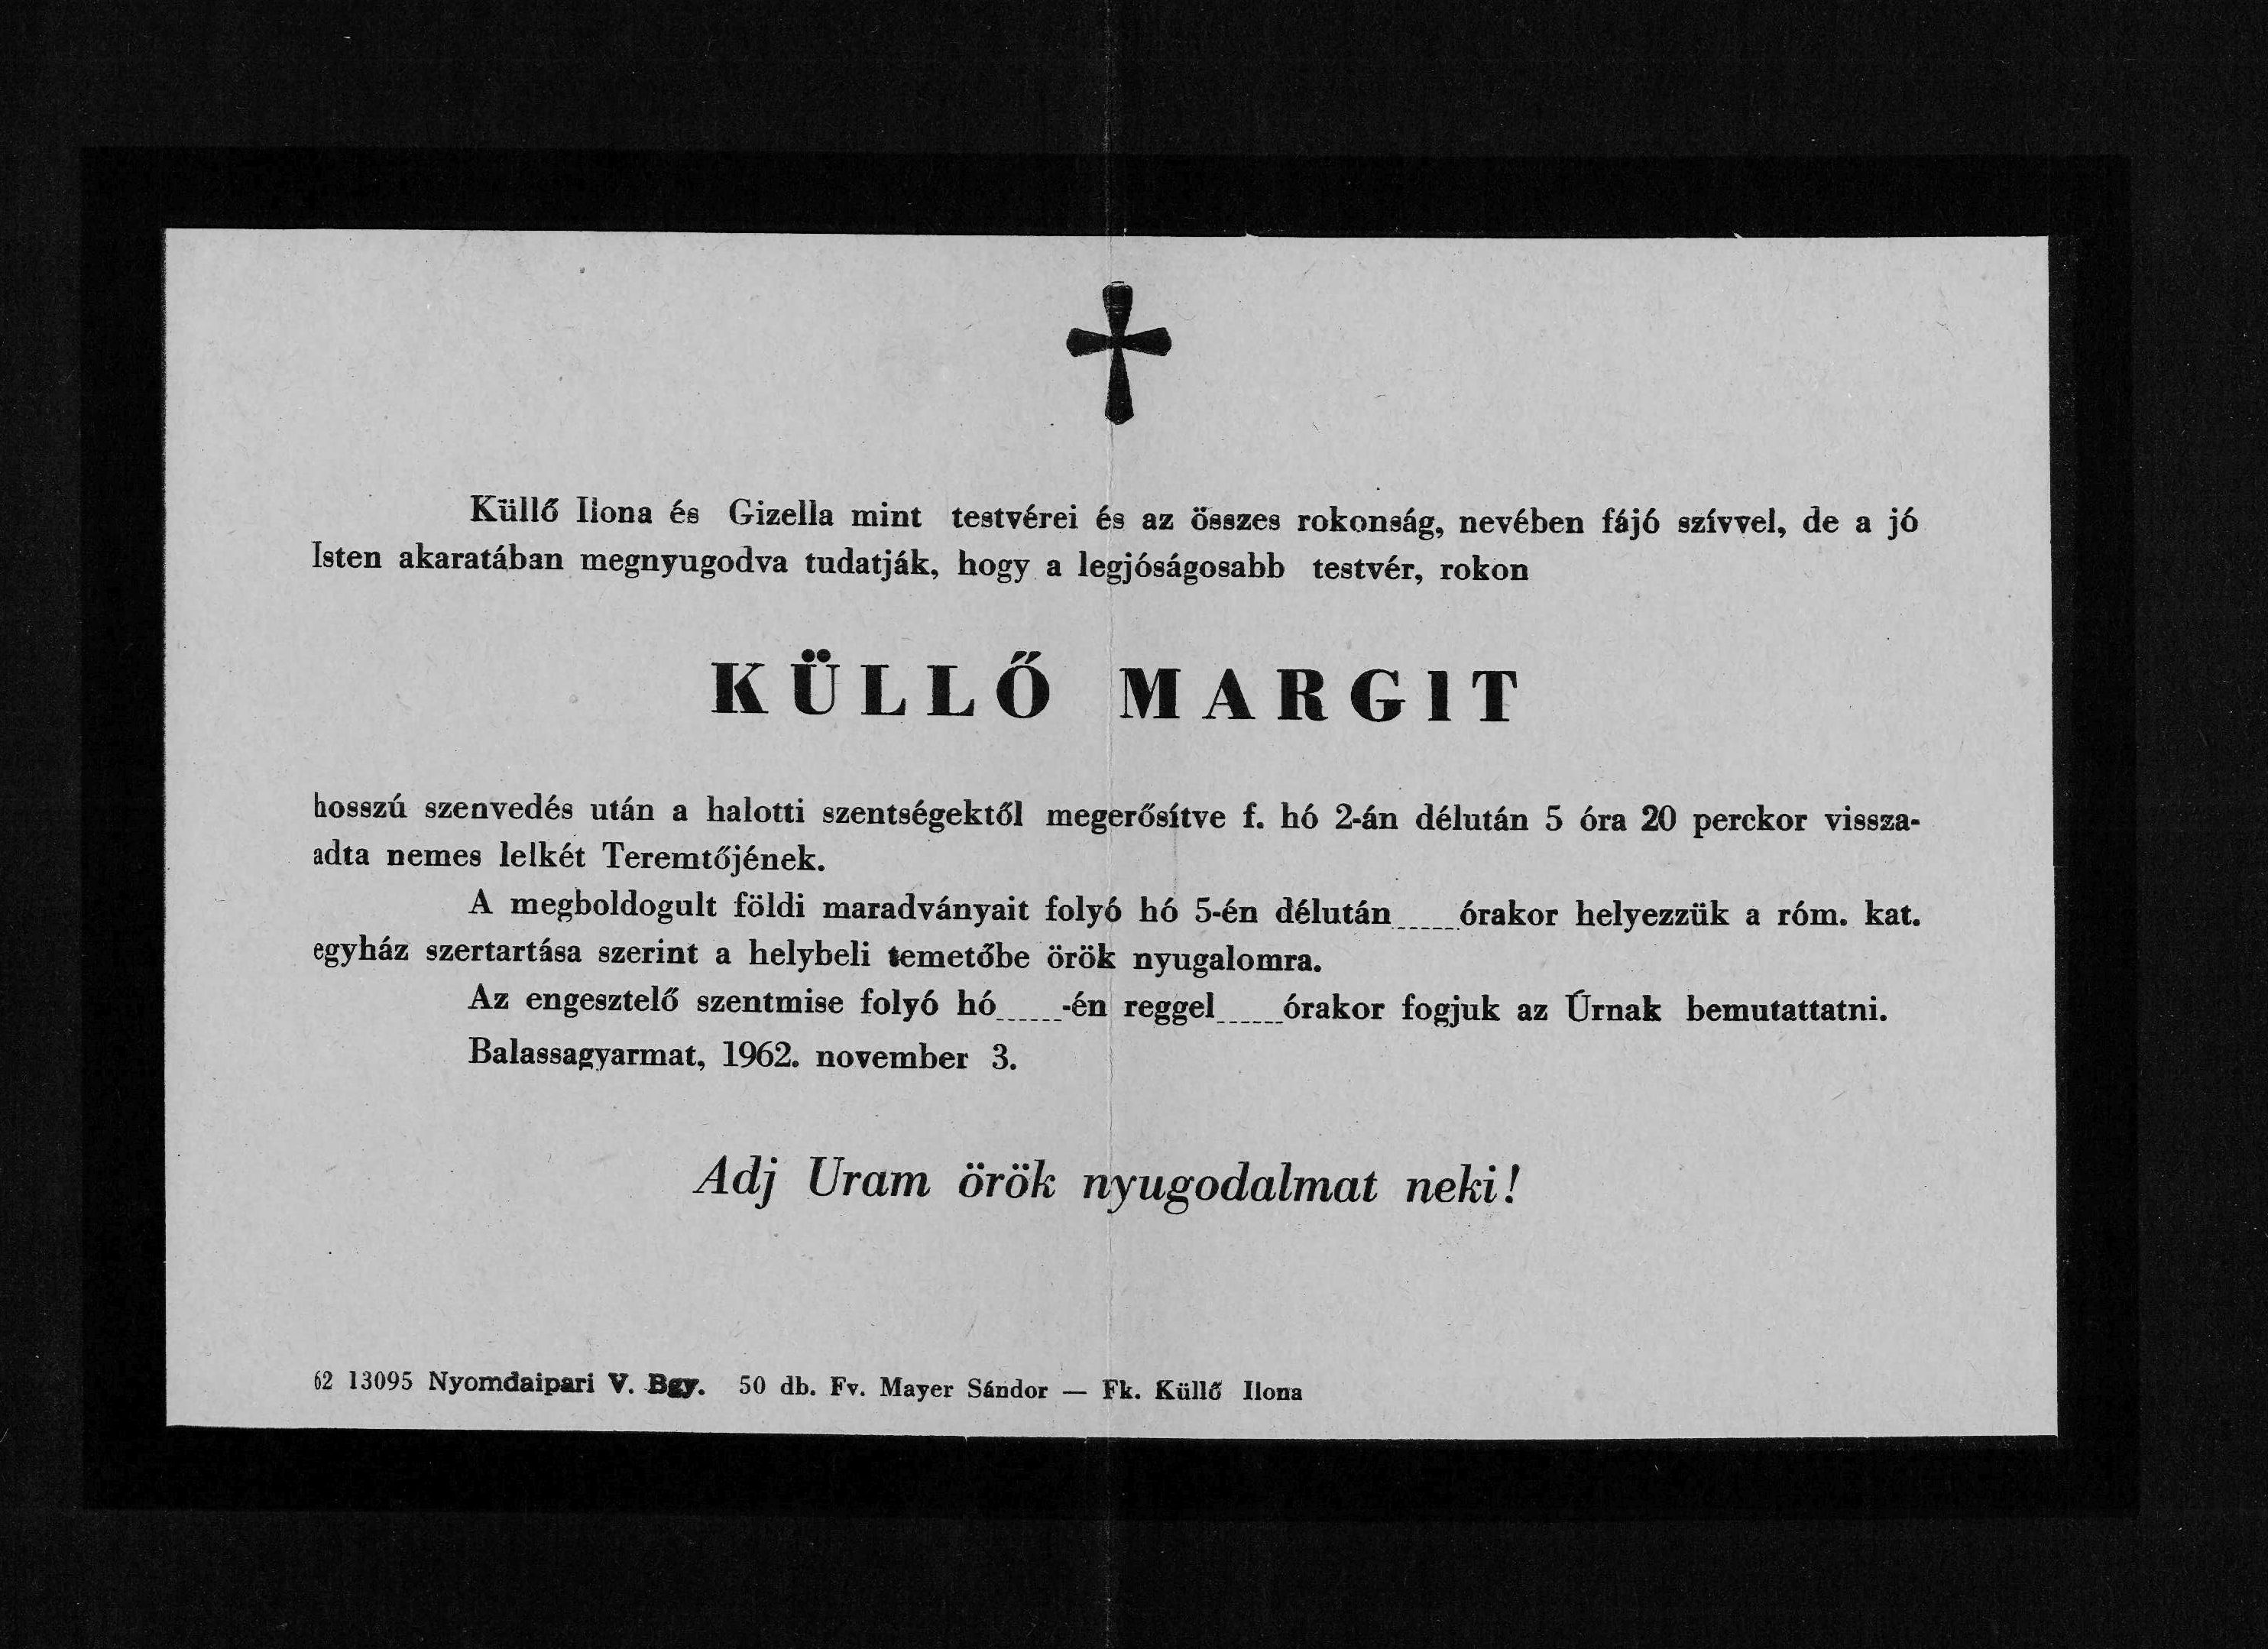 Küllő Ilona és Gizella mint testvérei és az összes rokonság, nevében fájó szívvel, de a jó
Isten akaratában megnyugodva tudatják, hogy a legjóságosabb testvér, rokon
KÜLLŐ MARGIT
hosszú szenvedés után a halotti szentségektől megerősítve f. hó 2-án délután 5 óra 20 perckor vissza-
adta nemes lelkét Teremtőjének.
A megboldogult földi maradványait folyó hó 5-én délután......órakor helyezzük a róm. kat.
egyház szertartása szerint a helybeli temetőbe örök nyugalomra.
Az engesztelő szentmise folyó hó......-én reggel......órakor fogjuk az Úrnak bemutattatni.
Balassagyarmat, 1962. november 3.
Adj Uram örök nyugodalmat neki!
62 13095 Nyomdaipari V. Bgy. 50 db. Fv. Mayer Sándor — Fk. Küllő Ilona